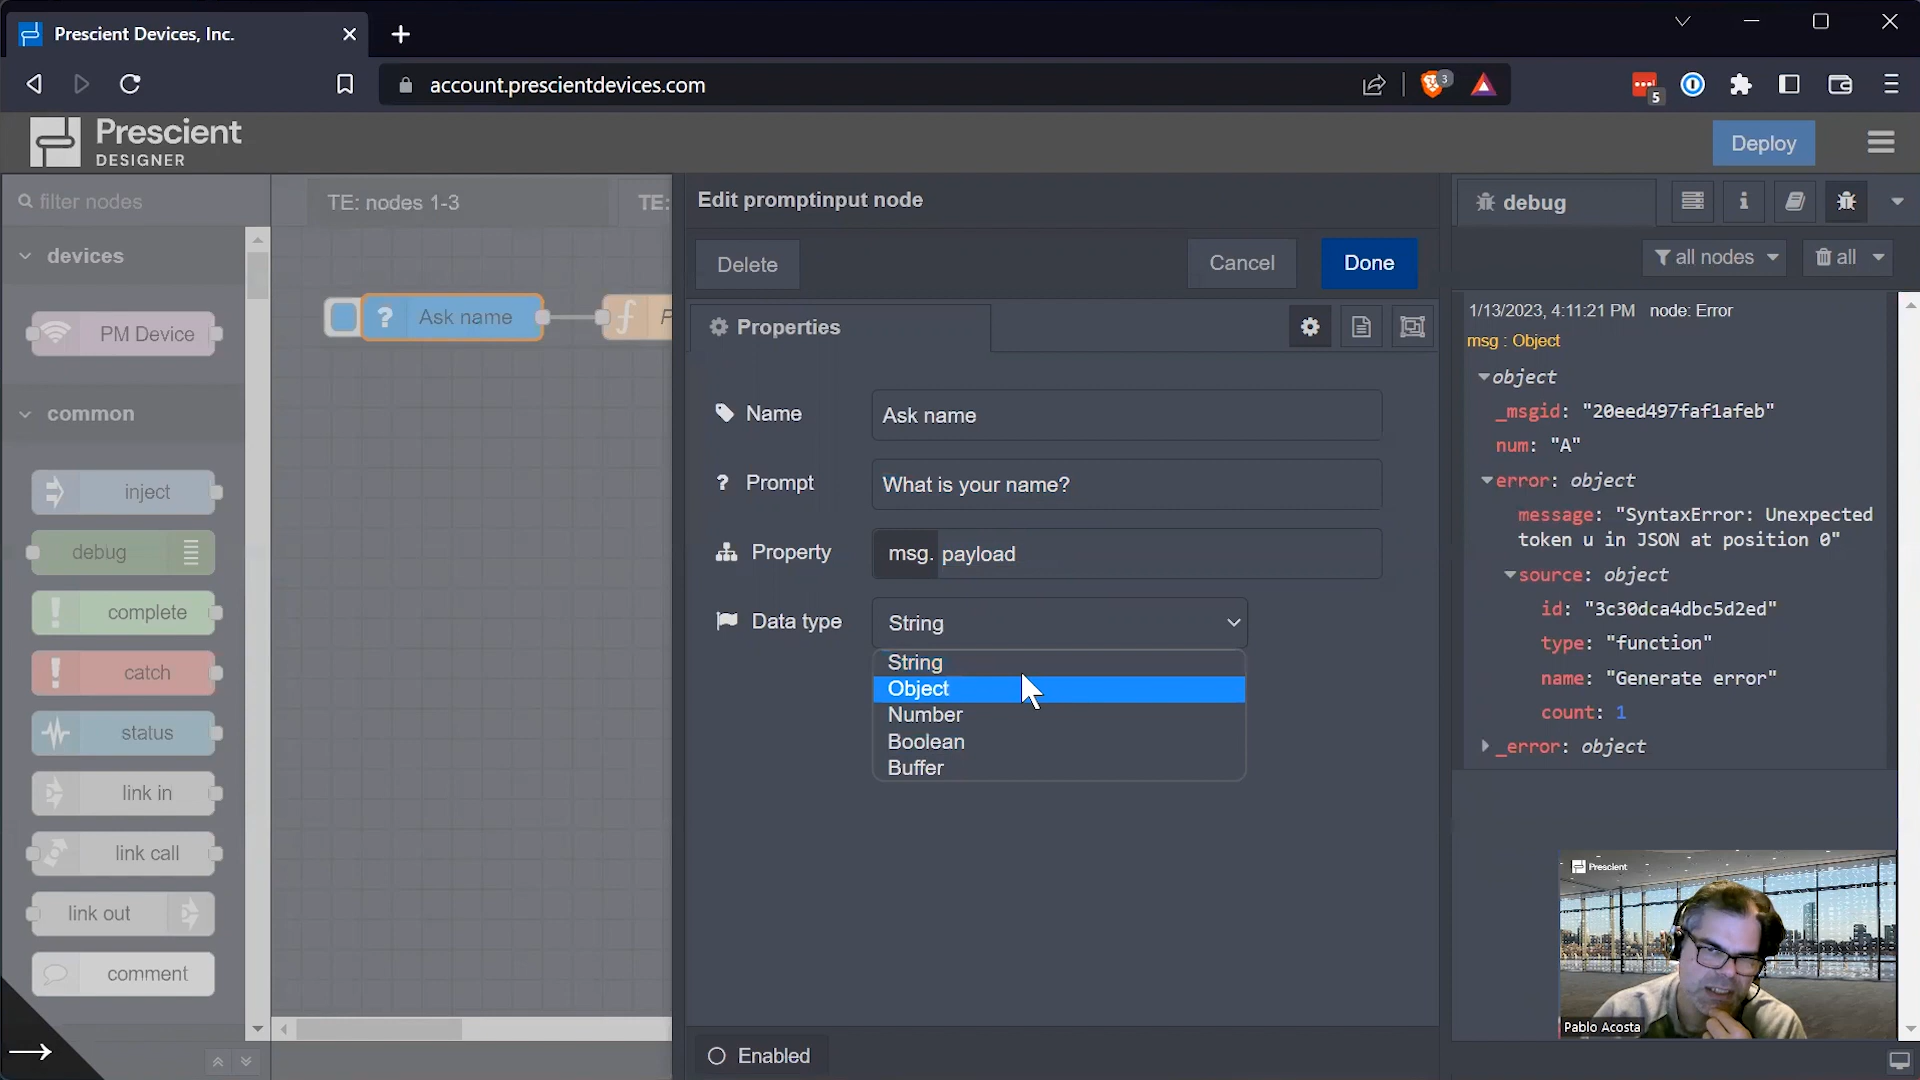 Prescient Devices, Inc.
account.prescientdevices.com
3
5
Prescient
DESIGNER
Deploy
filter nodes
devices
PM Device
common
inject
debug
complete
catch
status
link in
link call
link out
comment
TE: nodes 1-3
TE:
? Ask name
Edit promptinput node
Delete
Cancel
Done
Properties
Name
Ask name
? Prompt
What is your name?
Property
msg. payload
Data type
String
String
Object
Number
Boolean
Buffer
Enabled
debug
all nodes
all
1/13/2023, 4:11:21 PM node: Error
msg : Object
object
_msgid: "20eed497faf1afeb"
num: "A"
error: object
message: "SyntaxError: Unexpected
token u in JSON at position 0"
source: object
id: "3c30dca4dbc5d2ed"
type: "function"
name: "Generate error"
count: 1
_error: object
Prescient
Pablo Acosta